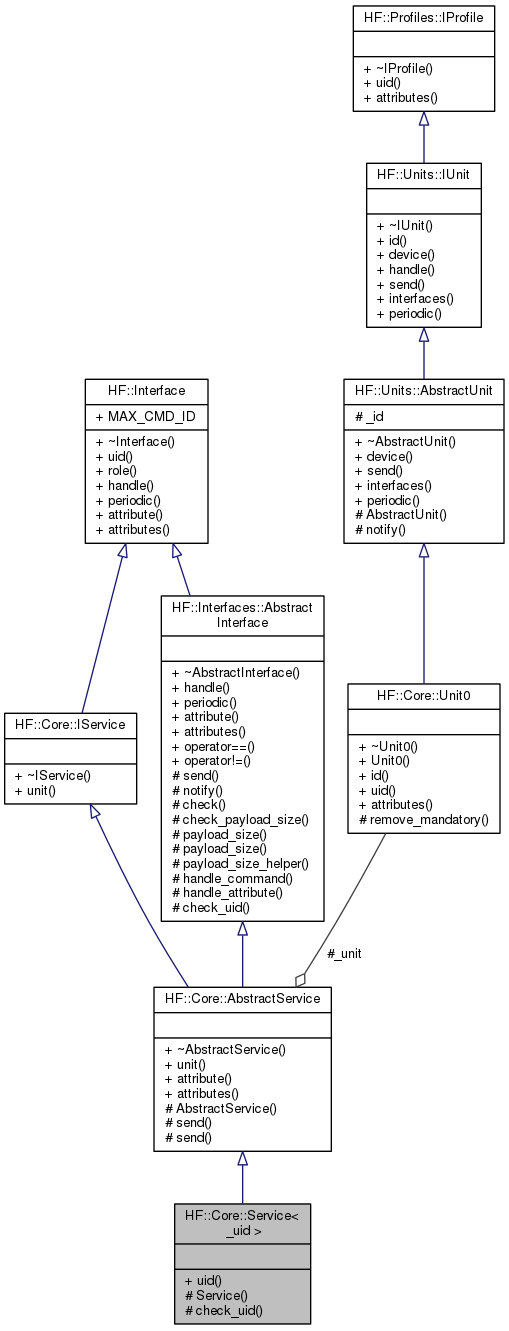 HF::Profiles::IProfile
+ ~IProfile()
+ uid()
+ attributes()
HF::Units::IUnit
+ ~IUnit()
+ id()
+ device()
+ handle()
+ send()
+ interfaces()
+ periodic()
HF::Interface
+ MAX_CMD_ID
+ ~Interface()
+ uid()
+ role()
+ handle()
+ periodic()
+ attribute()
+ attributes()
HF::Units::AbstractUnit
# _id
+ ~AbstractUnit()
+ device()
+ send()
+ interfaces()
+ periodic()
# AbstractUnit()
# notify()
HF::Interfaces::Abstract
Interface
+ ~AbstractInterface()
+ handle()
+ periodic()
+ attribute()
+ attributes()
+ operator==()
+ operator!=()
# send()
# notify()
# check()
# check_payload_size()
# payload_size()
# payload_size()
# payload_size_helper()
# handle_command()
# handle_attribute()
# check_uid()
HF::Core::IService
+ ~IService()
+ unit()
HF::Core::Unit0
+ ~Unit0()
+ Unit0()
+ id()
+ uid()
+ attributes()
# remove_mandatory()
#_unit
HF::Core::AbstractService
+ ~AbstractService()
+ unit()
+ attribute()
+ attributes()
# AbstractService()
# send()
# send()
HF::Core::Service<
_uid >
+ uid()
# Service()
# check_uid()